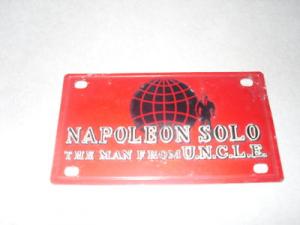 NAPOLEON SOLO
THE MAN FROM U.N.C.L.E.